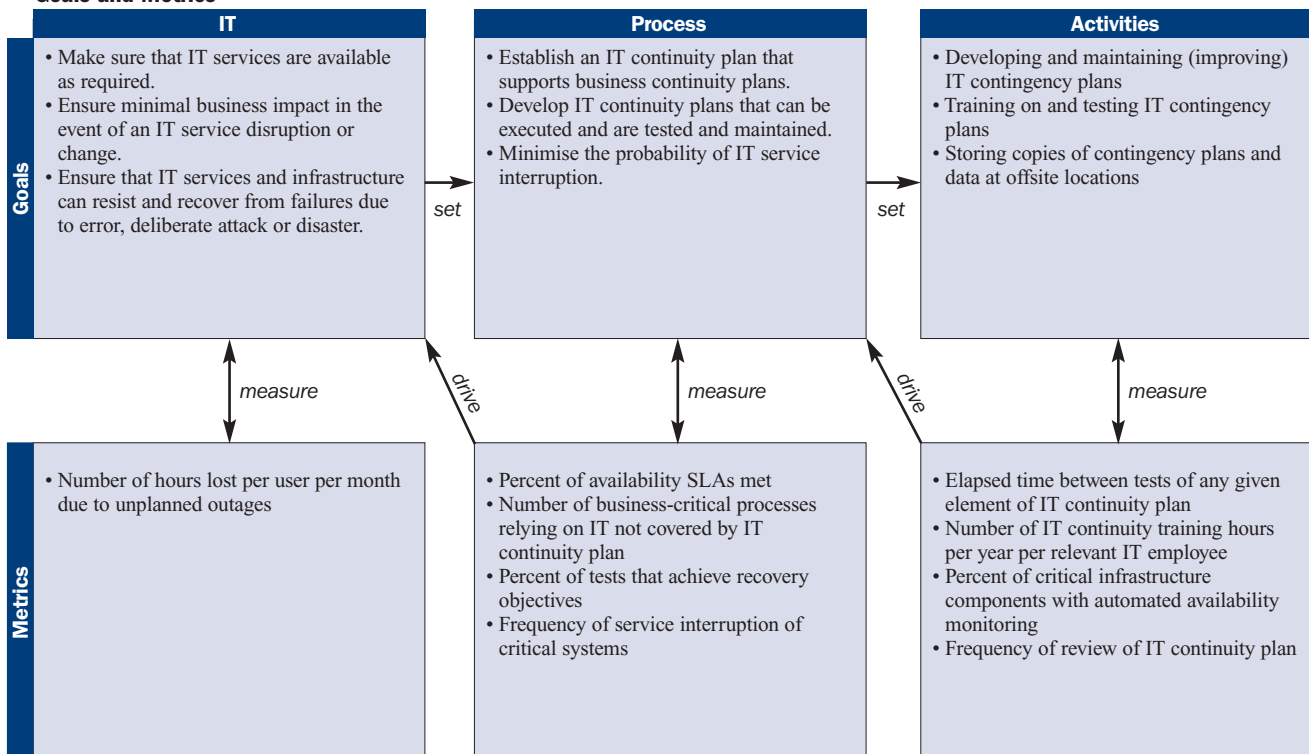 Goals and Metrics
IT
Process
Activities
Goals
• Make sure that IT services are available
as required.
• Ensure minimal business impact in the
event of an IT service disruption or
change.
• Ensure that IT services and infrastructure
can resist and recover from failures due
to error, deliberate attack or disaster.
set
• Establish an IT continuity plan that
supports business continuity plans.
• Develop IT continuity plans that can be
executed and are tested and maintained.
• Minimise the probability of IT service
interruption.
set
• Developing and maintaining (improving)
IT contingency plans
• Training on and testing IT contingency
plans
• Storing copies of contingency plans and
data at offsite locations
measure
drive
measure
drive
measure
Metrics
• Number of hours lost per user per month
due to unplanned outages
• Percent of availability SLAs met
• Number of business-critical processes
relying on IT not covered by IT
continuity plan
• Percent of tests that achieve recovery
objectives
• Frequency of service interruption of
critical systems
• Elapsed time between tests of any given
element of IT continuity plan
• Number of IT continuity training hours
per year per relevant IT employee
• Percent of critical infrastructure
components with automated availability
monitoring
• Frequency of review of IT continuity plan